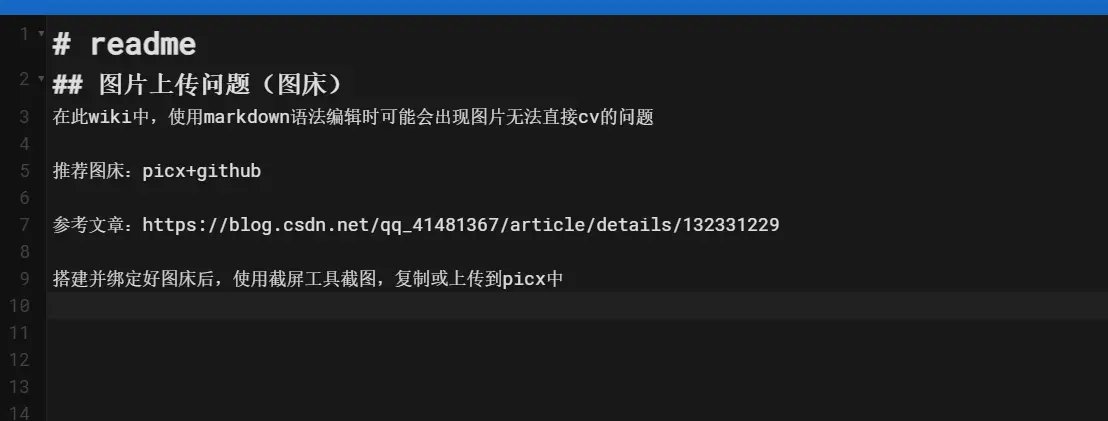 1 # readme
2 ## 图片上传问题（图床）
3 在此wiki中，使用markdown语法编辑时可能会出现图片无法直接cv的问题
4
5 推荐图床：picx+github
6
7 参考文章：https://blog.csdn.net/qq_41481367/article/details/132331229
8
9 搭建并绑定好图床后，使用截屏工具截图，复制或上传到picx中
10
11
12
13
14